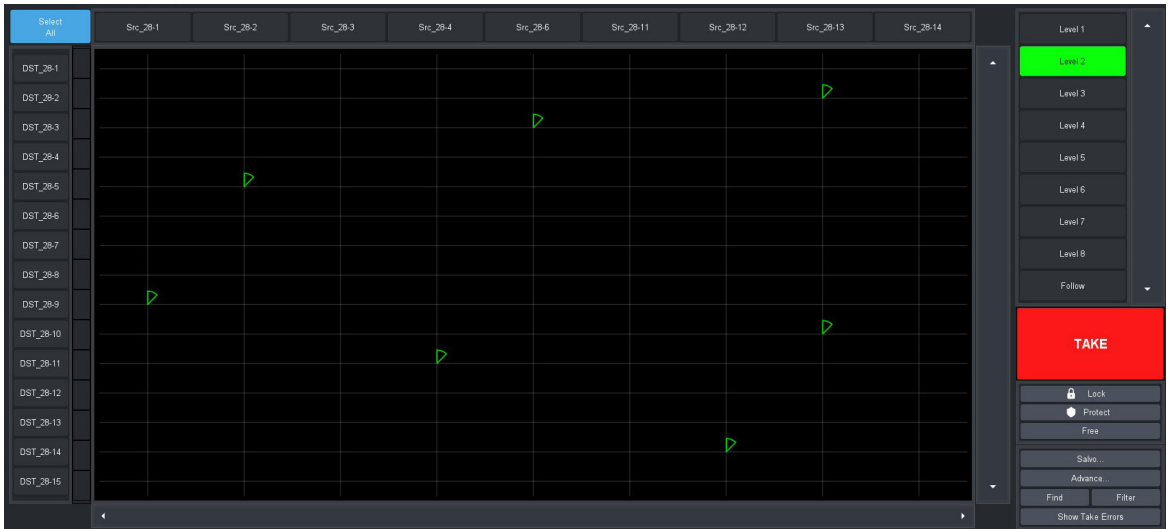 Select
All
Src_28-1
Src_28-2
Src_28-3
Src_28-4
Src_28-6
Src_28-11
Src_28-12
Src_28-13
Src_28-14
DST_28-1
DST_28-2
DST_28-3
DST_28-4
DST_28-5
DST_28-6
DST_28-7
DST_28-8
DST_28-9
DST_28-10
DST_28-11
DST_28-12
DST_28-13
DST_28-14
DST_28-15
Level 1
Level 2
Level 3
Level 4
Level 5
Level 6
Level 7
Level 8
Follow
TAKE
Lock
Protect
Free
Salvo...
Advance...
Find
Filter
Show Take Errors